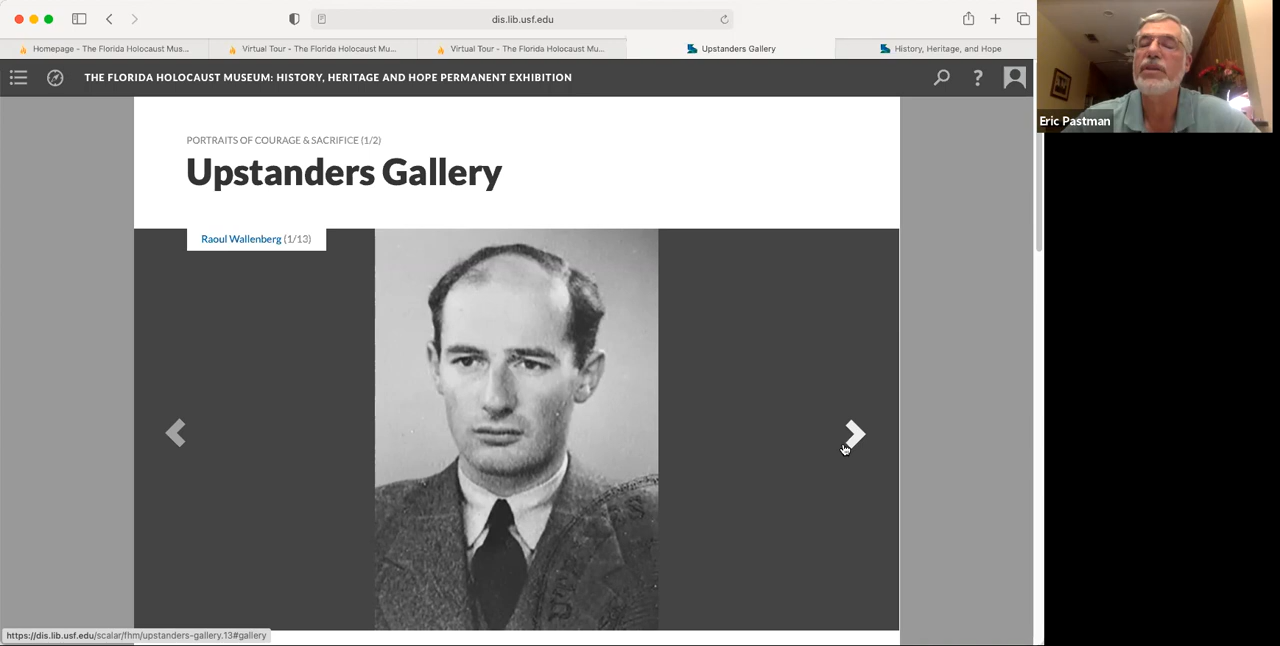 dis.lib.usf.edu
Homepage - The Florida Holocaust Mus...
Virtual Tour - The Florida Holocaust Mu...
Virtual Tour - The Florida Holocaust Mu...
Upstanders Gallery
History, Heritage, and Hope
THE FLORIDA HOLOCAUST MUSEUM: HISTORY, HERITAGE AND HOPE PERMANENT EXHIBITION
?
Eric Pastman
PORTRAITS OF COURAGE & SACRIFICE (1/2)
Upstanders Gallery
Raoul Wallenberg (1/13)
https://dis.lib.usf.edu/scalar/fhm/upstanders-gallery.13#gallery